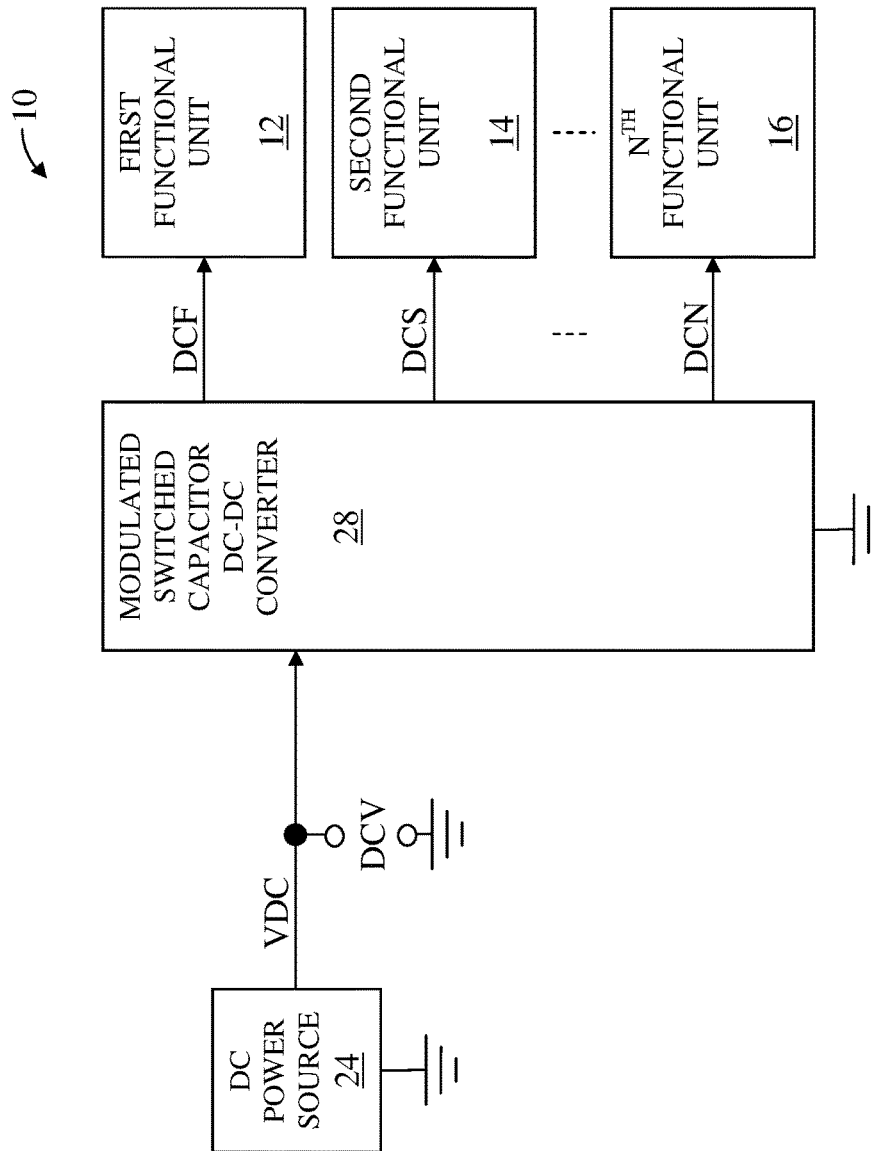 10
DC
POWER
SOURCE
24
VDC
DCV
MODULATED
SWITCHED
CAPACITOR
DC-DC
CONVERTER
28
DCF
FIRST
FUNCTIONAL
UNIT
12
DCS
SECOND
FUNCTIONAL
UNIT
14
DCN
NTH
FUNCTIONAL
UNIT
16